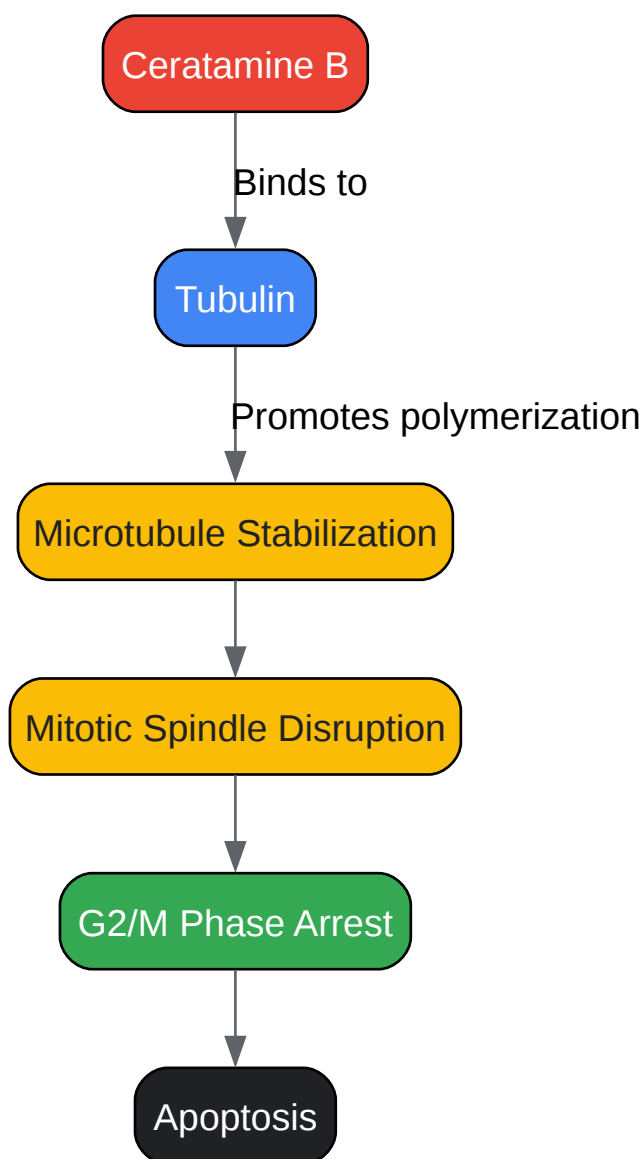 Ceratamine B
Binds to
Tubulin
Promotes polymerization
Microtubule Stabilization
Mitotic Spindle Disruption
G2/M Phase Arrest
Apoptosis